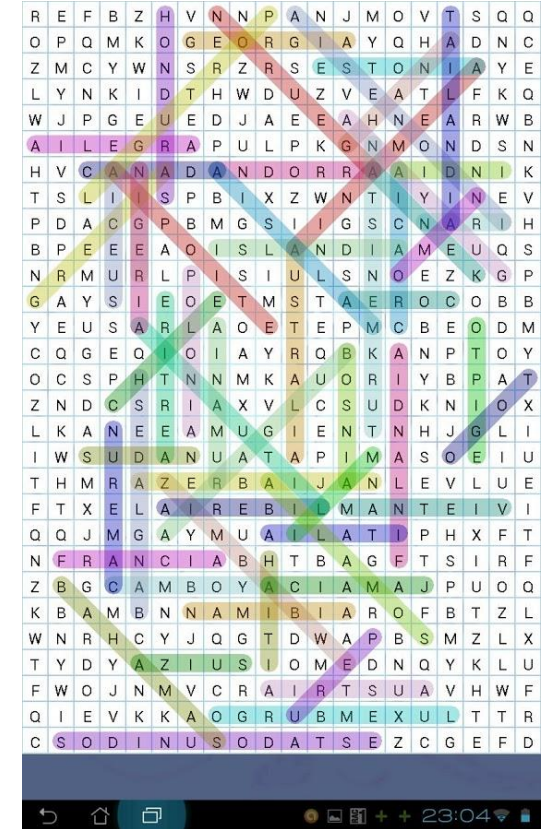 R E F B Z H V N N P A N J M O V T S Q Q
O P Q M K O G E O R G I A Y Q H A D N C
Z M C Y W N S R Z R S E S T O N I A Y E
L Y N K I D T H W D U Z V E A T L F K Q
W J P G E U E D J A E E A H N E A R W B
A I L E G R A P U L P K G N M O N D S N
H V C A N A D A N D O R R A A I D N I K
T S L I I S P B I X Z W N T I Y I N E V
P D A C G P B M G S I I G S C N A R I H
B P E E E A O I S L A N D I A M E U Q S
N R M U R L P I S I U L S N O E Z K G P
G A Y S I E O E T M S T A E R O C O B B
Y E U S A R L A O E T E P M C B E O D M
C Q G E Q I O I A Y R Q B K A N P T O Y
O C S P H T N N M K A U O R I Y B P A T
Z N D C S R I A X V L C S U D K N I O X
L K A N E E A M U G I E N T N H J G L I
I W S U D A N U A T A P I M A S O E I U
T H M R A Z E R B A I J A N L E V L U E
F T X E L A I R E B I L M A N T E I V I
Q Q J M G A Y M U A I L A T I P H X F T
N F R A N C I A B H T B A G F T S I R F
Z B G C A M B O Y A C I A M A J P U O Q
K B A M B N N A M I B I A R O F B T Z L
W N R H C Y J Q G T D W A P B S M Z L X
T Y D Y A Z I U S I O M E D N Q Y K L U
F W O J N M V C R A I R T S U A V H W F
Q I E V K K A O G R U B M E X U L T T R
C S O D I N U S O D A T S E Z C G E F D
23:04